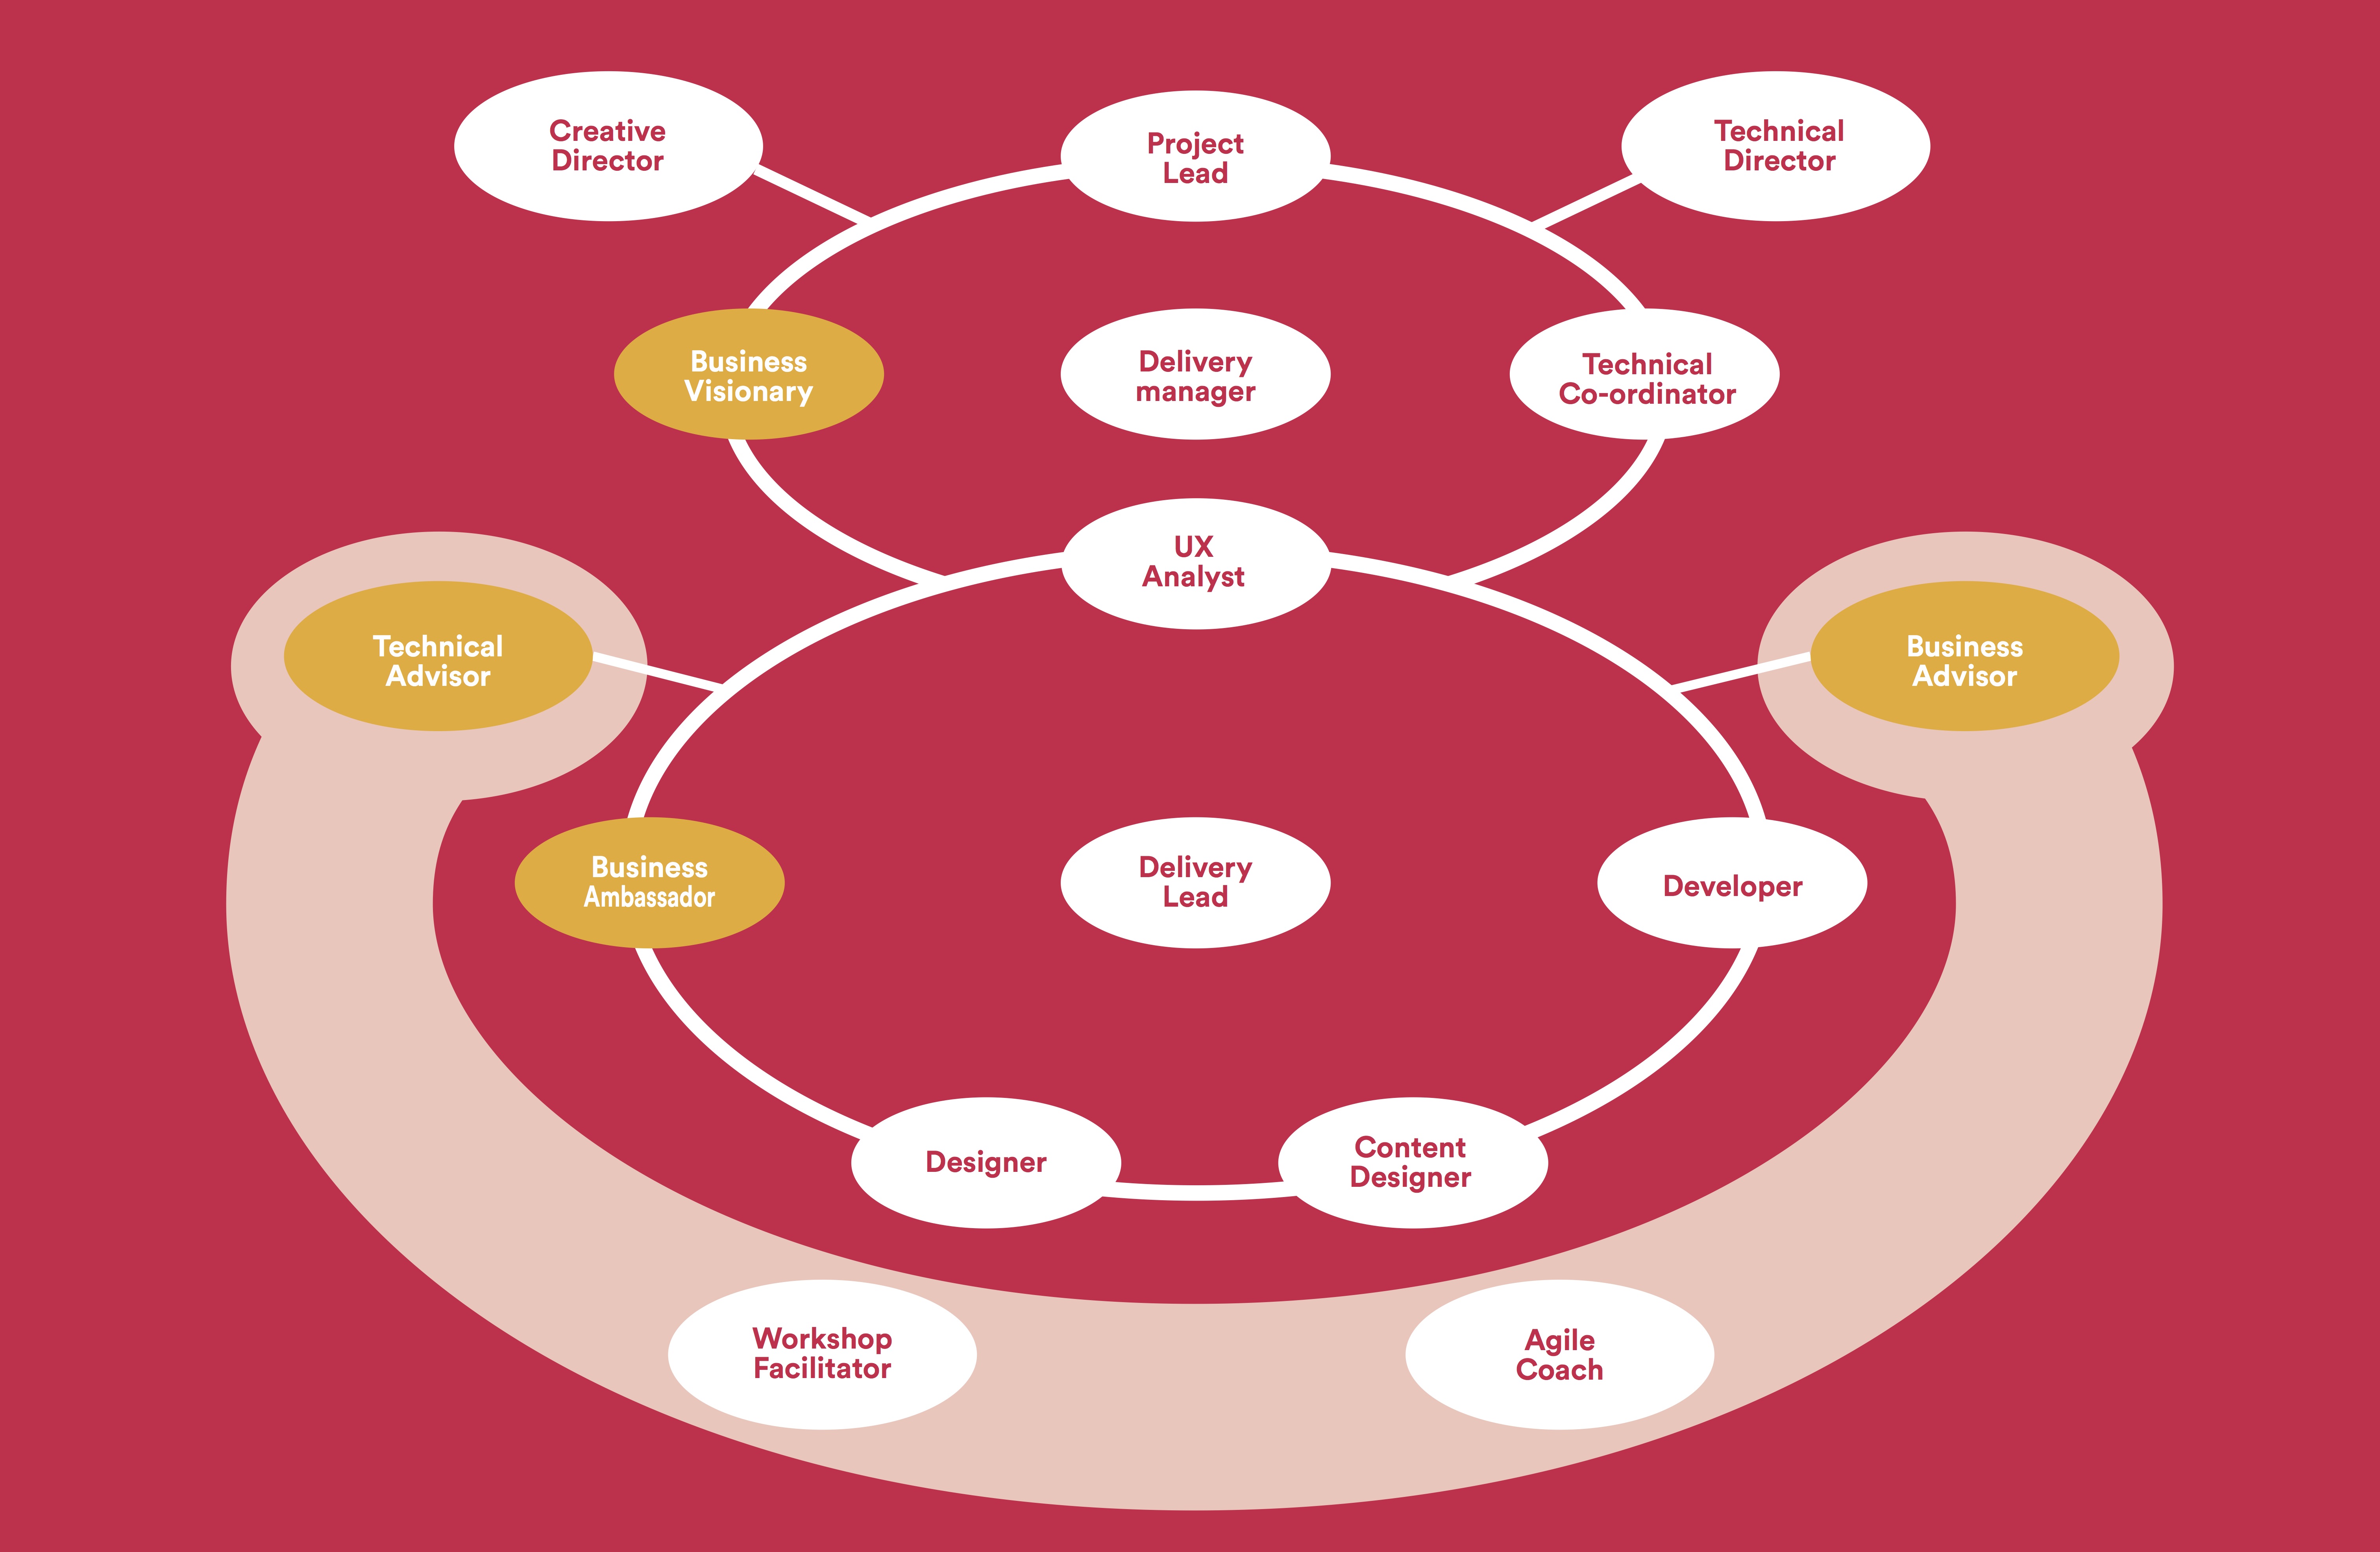 Creative
Director
Project
Lead
Technical
Director
Business
Visionary
Delivery
manager
Technical
Co-ordinator
UX
Analyst
Technical
Advisor
Business
Advisor
Business
Ambassador
Delivery
Lead
Developer
Designer
Content
Designer
Workshop
Facilitator
Agile
Coach